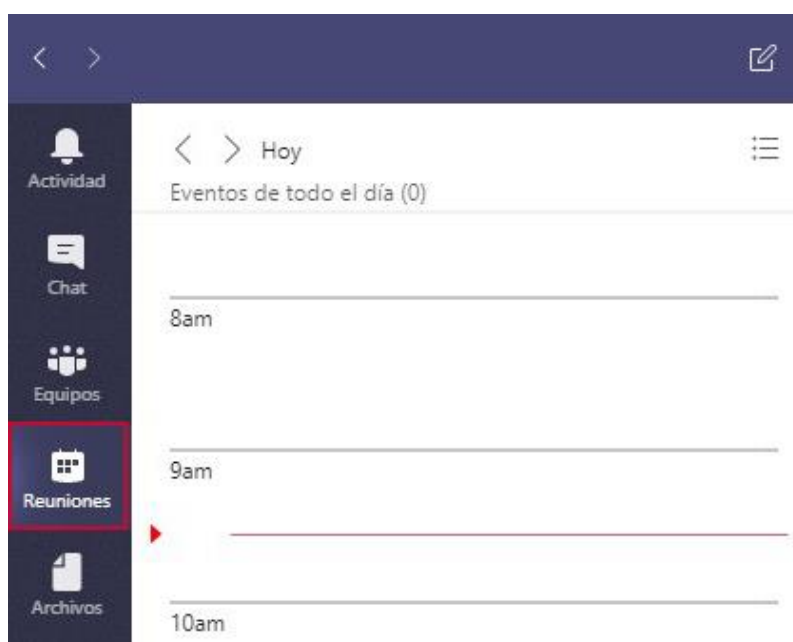 Actividad
Chat
Equipos
Reuniones
Archivos
Hoy
Eventos de todo el día (0)
8am
9am
10am